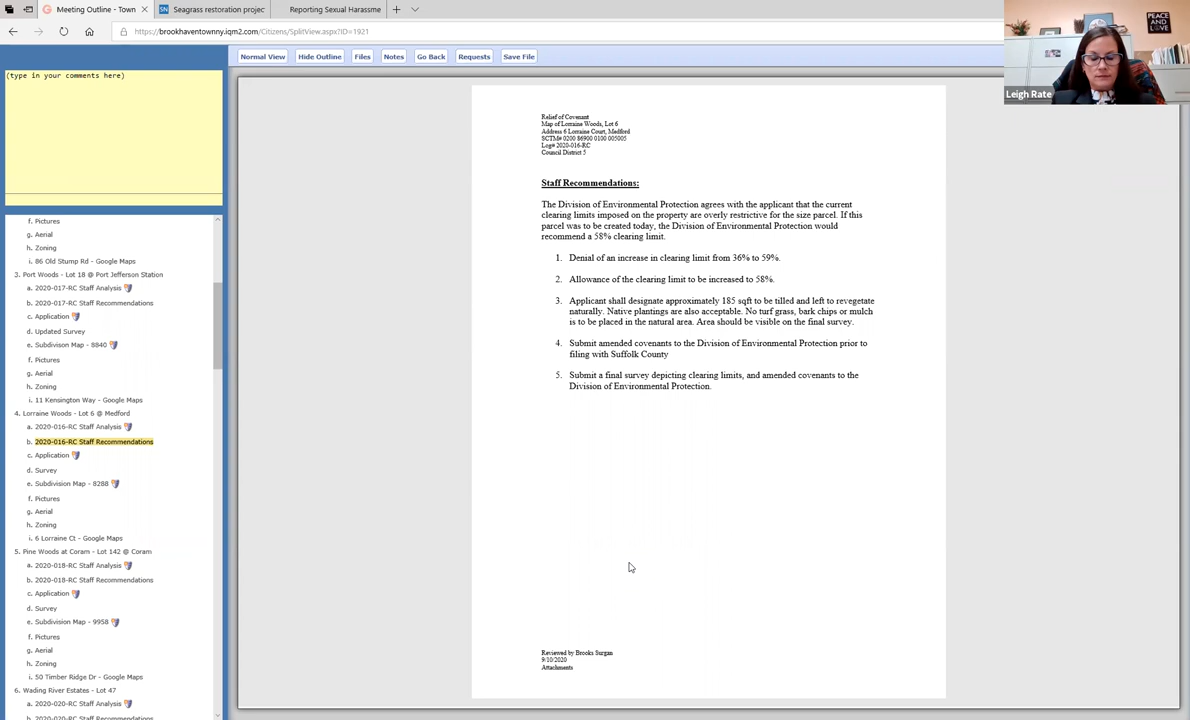 Meeting Outline - Town
Seagrass restoration projec
Reporting Sexual Harassme
https://brookhaventownny.iqm2.com/Citizens/SplitView.aspx?ID=1921
PEACE
AND
LOVE
Leigh Rate
Normal View
Hide Outline
Files
Notes
Go Back
Requests
Save File
(type in your comments here)
f. Pictures
g. Aerial
h. Zoning
i. 86 Old Stump Rd - Google Maps
3. Port Woods - Lot 18 @ Port Jefferson Station
a. 2020-017-RC Staff Analysis
b. 2020-017-RC Staff Recommendations
c. Application
d. Updated Survey
e. Subdivison Map - 8840
f. Pictures
g. Aerial
h. Zoning
i. 11 Kensington Way - Google Maps
4. Lorraine Woods - Lot 6 @ Medford
a. 2020-016-RC Staff Analysis
b. 2020-016-RC Staff Recommendations
c. Application
d. Survey
e. Subdivision Map - 8288
f. Pictures
g. Aerial
h. Zoning
i. 6 Lorraine Ct - Google Maps
5. Pine Woods at Coram - Lot 142 @ Coram
a. 2020-018-RC Staff Analysis
b. 2020-018-RC Staff Recommendations
c. Application
d. Survey
e. Subdivision Map - 9958
f. Pictures
g. Aerial
h. Zoning
i. 50 Timber Ridge Dr - Google Maps
6. Wading River Estates - Lot 47
a. 2020-020-RC Staff Analysis
b. 2020-020-RC Staff Recommendations
Relief of Covenant
Map of Lorraine Woods, Lot 6
Address 6 Lorraine Court, Medford
SCTM# 0200 86900 0100 005005
Log# 2020-016-RC
Council District 5
Staff Recommendations:
The Division of Environmental Protection agrees with the applicant that the current
clearing limits imposed on the property are overly restrictive for the size parcel. If this
parcel was to be created today, the Division of Environmental Protection would
recommend a 58% clearing limit.
1. Denial of an increase in clearing limit from 36% to 59%.
2. Allowance of the clearing limit to be increased to 58%.
3. Applicant shall designate approximately 185 sqft to be tilled and left to revegetate
naturally. Native plantings are also acceptable. No turf grass, bark chips or mulch
is to be placed in the natural area. Area should be visible on the final survey.
4. Submit amended covenants to the Division of Environmental Protection prior to
filing with Suffolk County
5. Submit a final survey depicting clearing limits, and amended covenants to the
Division of Environmental Protection.
Reviewed by Brooks Surgan
9/10/2020
Attachments